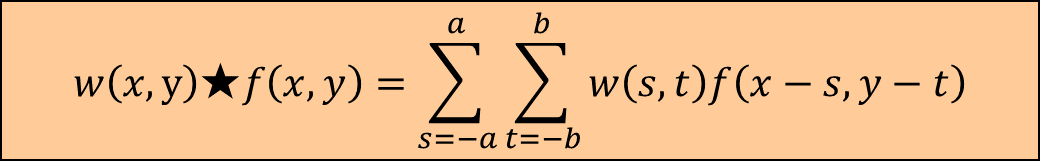 w(x,y)★f(x,y) = ∑_{s=−a}^{a} ∑_{t=−b}^{b} w(s,t)f(x − s,y − t)